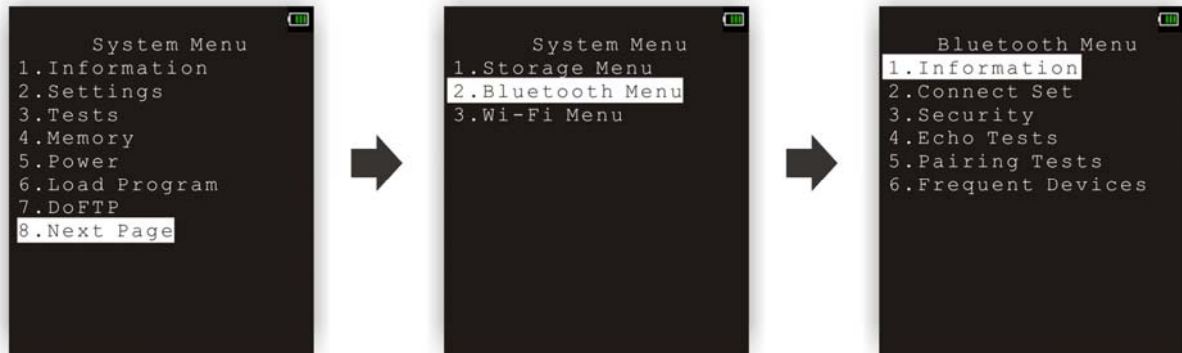 System Menu
1.Information
2.Settings
3.Tests
4.Memory
5.Power
6.Load Program
7.DoFTP
8.Next Page
System Menu
1.Storage Menu
2.Bluetooth Menu
3.Wi-Fi Menu
Bluetooth Menu
1.Information
2.Connect Set
3.Security
4.Echo Tests
5.Pairing Tests
6.Frequent Devices